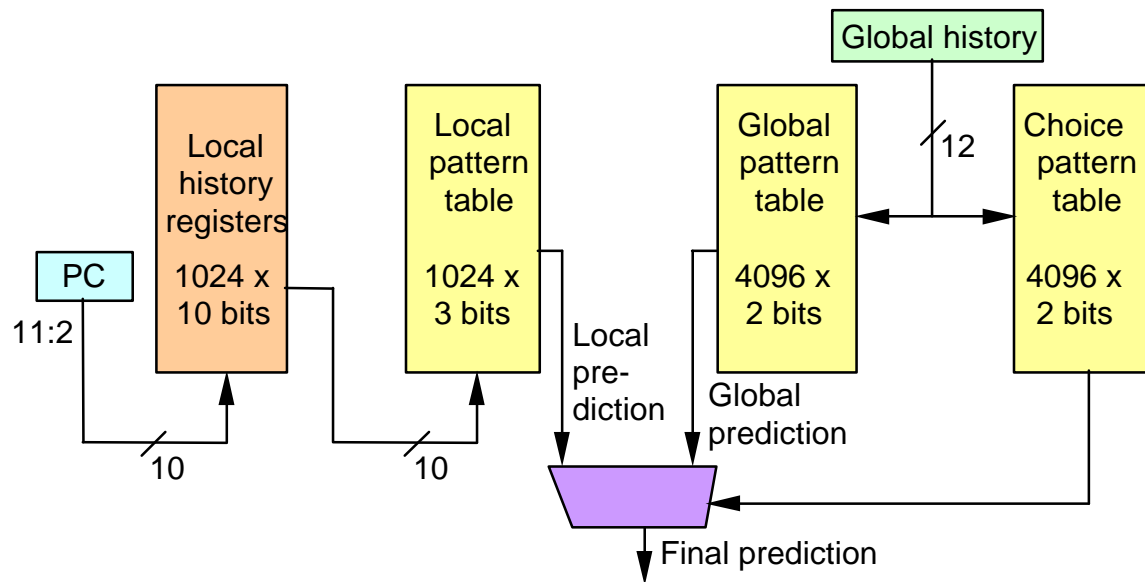 Global history
12
Local
history
registers
1024 x
10 bits
Local
pattern
table
1024 x
3 bits
Global
pattern
table
4096 x
2 bits
Choice
pattern
table
4096 x
2 bits
PC
11:2
10
10
Local
pre-
diction
Global
prediction
Final prediction